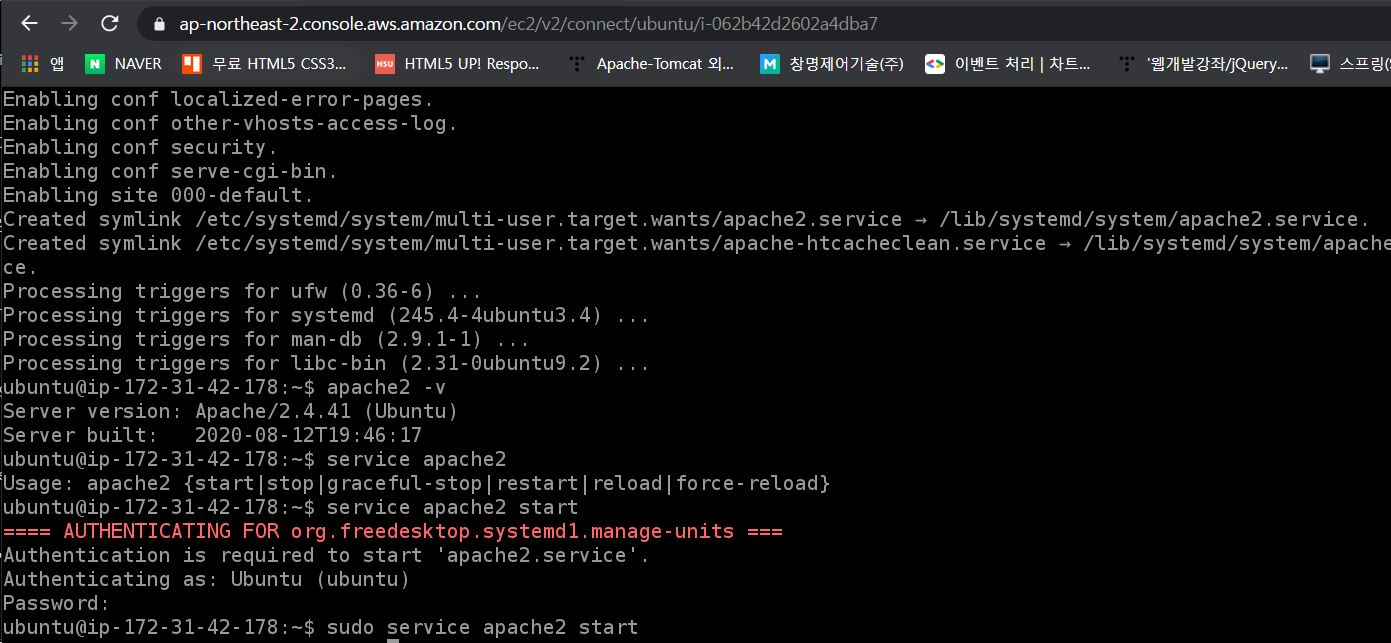 ap-northeast-2.console.aws.amazon.com/ec2/v2/connect/ubuntu/i-062b42d2602a4dba7
앱 N NAVER 무료 HTML5 CSS3... HSU HTML5 UP! Respo... Apache-Tomcat 외... M 창명제어기술(주) 이벤트 처리 | 차트... '웹개발강좌/jQuery... 스프링(
Enabling conf localized-error-pages.
Enabling conf other-vhosts-access-log.
Enabling conf security.
Enabling conf serve-cgi-bin.
Enabling site 000-default.
Created symlink /etc/systemd/system/multi-user.target.wants/apache2.service → /lib/systemd/system/apache2.service.
Created symlink /etc/systemd/system/multi-user.target.wants/apache-htcacheclean.service → /lib/systemd/system/apache
ce.
Processing triggers for ufw (0.36-6) ...
Processing triggers for systemd (245.4-4ubuntu3.4) ...
Processing triggers for man-db (2.9.1-1) ...
Processing triggers for libc-bin (2.31-0ubuntu9.2) ...
ubuntu@ip-172-31-42-178:~$ apache2 -v
Server version: Apache/2.4.41 (Ubuntu)
Server built:   2020-08-12T19:46:17
ubuntu@ip-172-31-42-178:~$ service apache2
Usage: apache2 {start|stop|graceful-stop|restart|reload|force-reload}
ubuntu@ip-172-31-42-178:~$ service apache2 start
==== AUTHENTICATING FOR org.freedesktop.systemd1.manage-units ===
Authentication is required to start 'apache2.service'.
Authenticating as: Ubuntu (ubuntu)
Password:
ubuntu@ip-172-31-42-178:~$ sudo service apache2 start